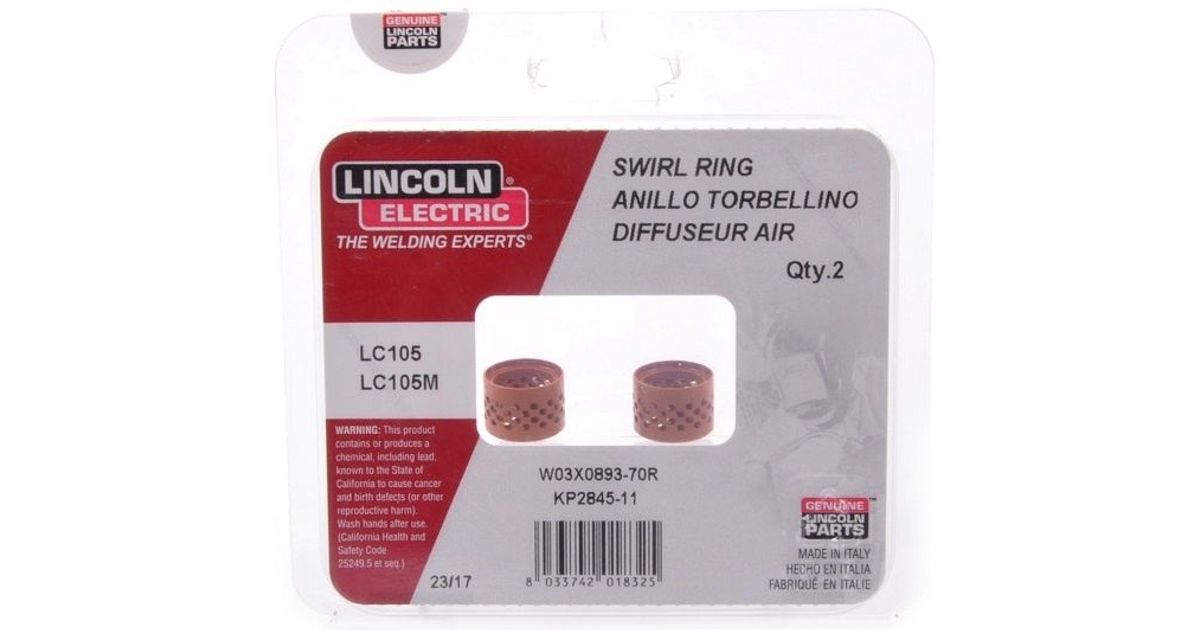 GENUINE
LINCOLN
PARTS™
SWIRL RING
ANILLO TORBELLINO
DIFFUSEUR AIR
Qty.2
LINCOLN®
ELECTRIC
THE WELDING EXPERTS®
LC105
LC105M
WARNING: This product
contains or produces a
chemical, including lead,
known to the State of
California to cause cancer
and birth defects (or other
reproductive harm).
Wash hands after use.
(California Health and
Safety Code
25249.5 et seq.)
23/17
W03X0893-70R
KP2845-11
8 033742 018325
GENUINE™
LINCOLN
PARTS
MADE IN ITALY
HECHO EN ITALIA
FABRIQUÉ EN ITALIE